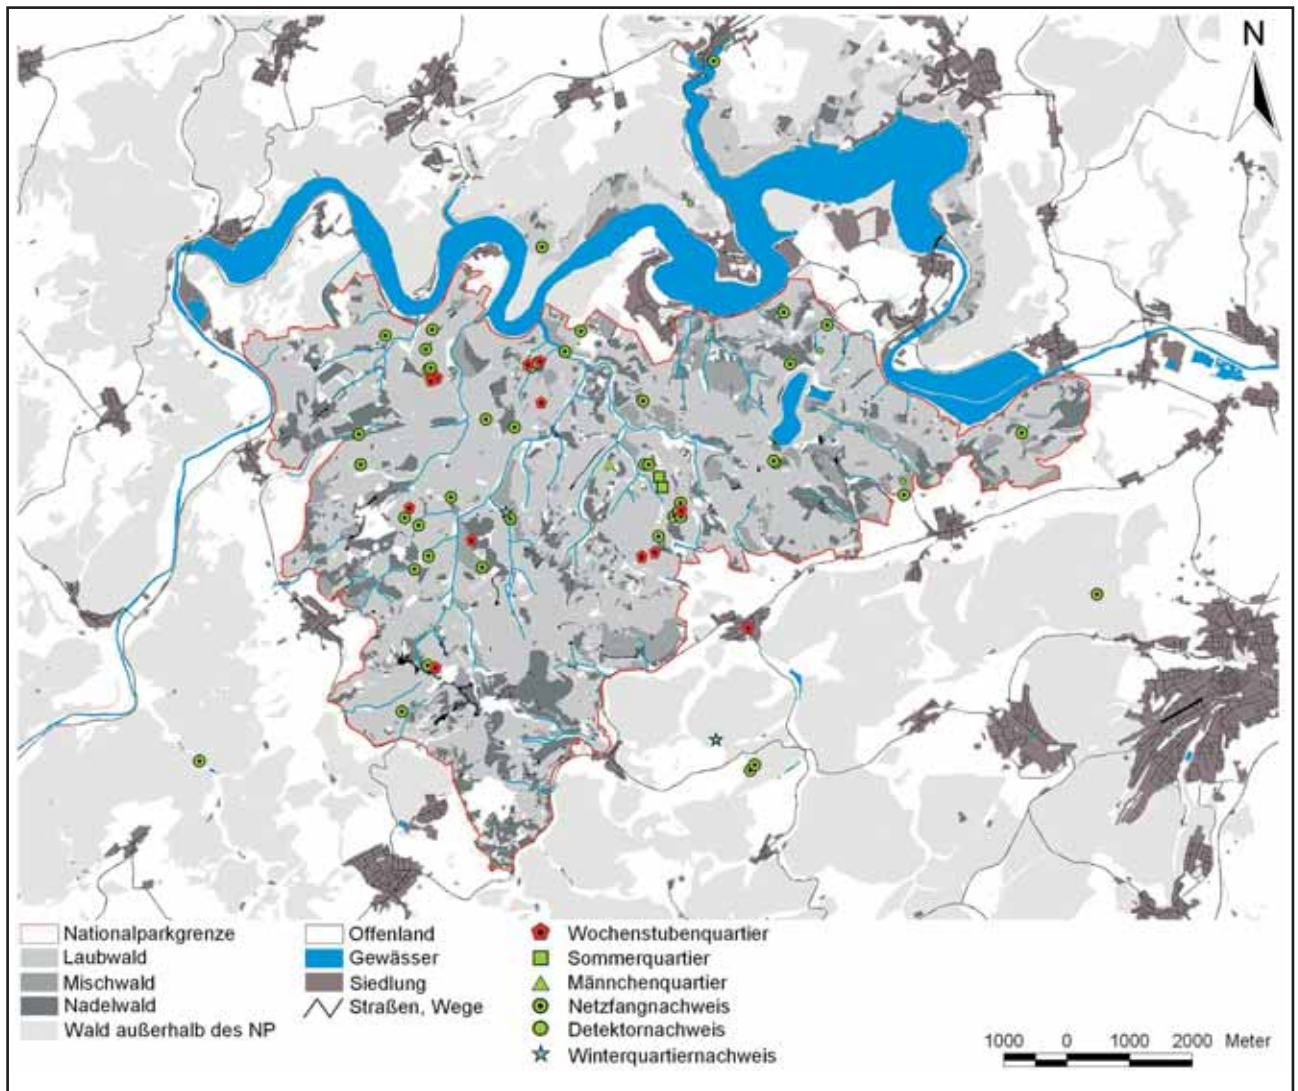 N
Nationalparkgrenze
Laubwald
Mischwald
Nadelwald
Wald außerhalb des NP
Offenland
Gewässer
Siedlung
Straßen, Wege
Wochenstubenquartier
Sommerquartier
Männchenquartier
Netzfangnachweis
Detektornachweis
Winterquartiernachweis
1000 0 1000 2000 Meter